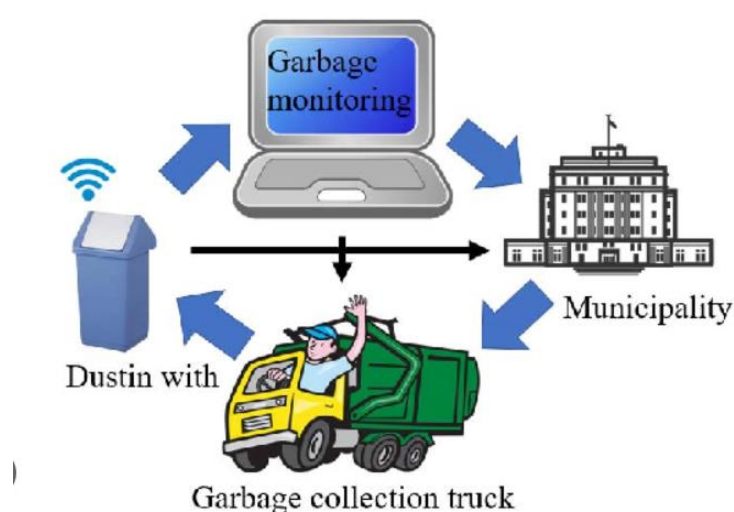 Garbage
monitoring
Municipality
Dustin with
Garbage collection truck
)